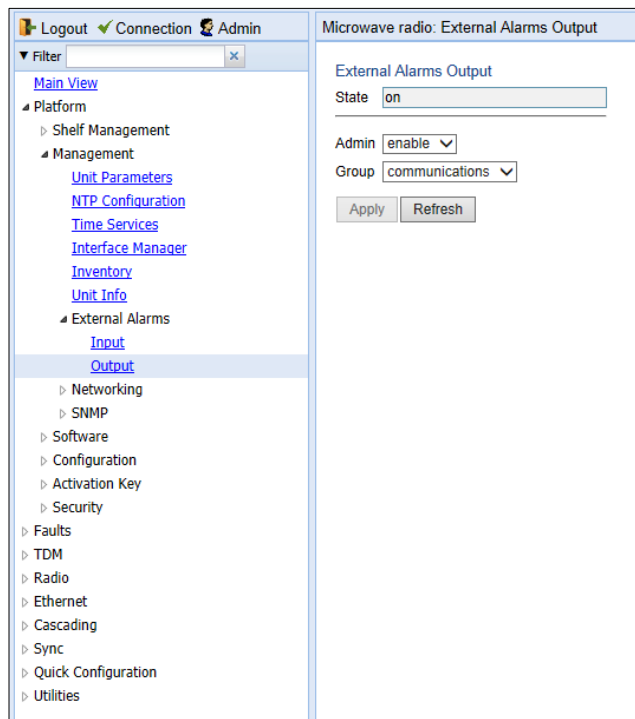 Logout Connection Admin
Filter
Main View
Platform
Shelf Management
Management
Unit Parameters
NTP Configuration
Time Services
Interface Manager
Inventory
Unit Info
External Alarms
Input
Output
Networking
SNMP
Software
Configuration
Activation Key
Security
Faults
TDM
Radio
Ethernet
Cascading
Sync
Quick Configuration
Utilities
Microwave radio: External Alarms Output
External Alarms Output
State on
Admin enable
Group communications
Apply Refresh